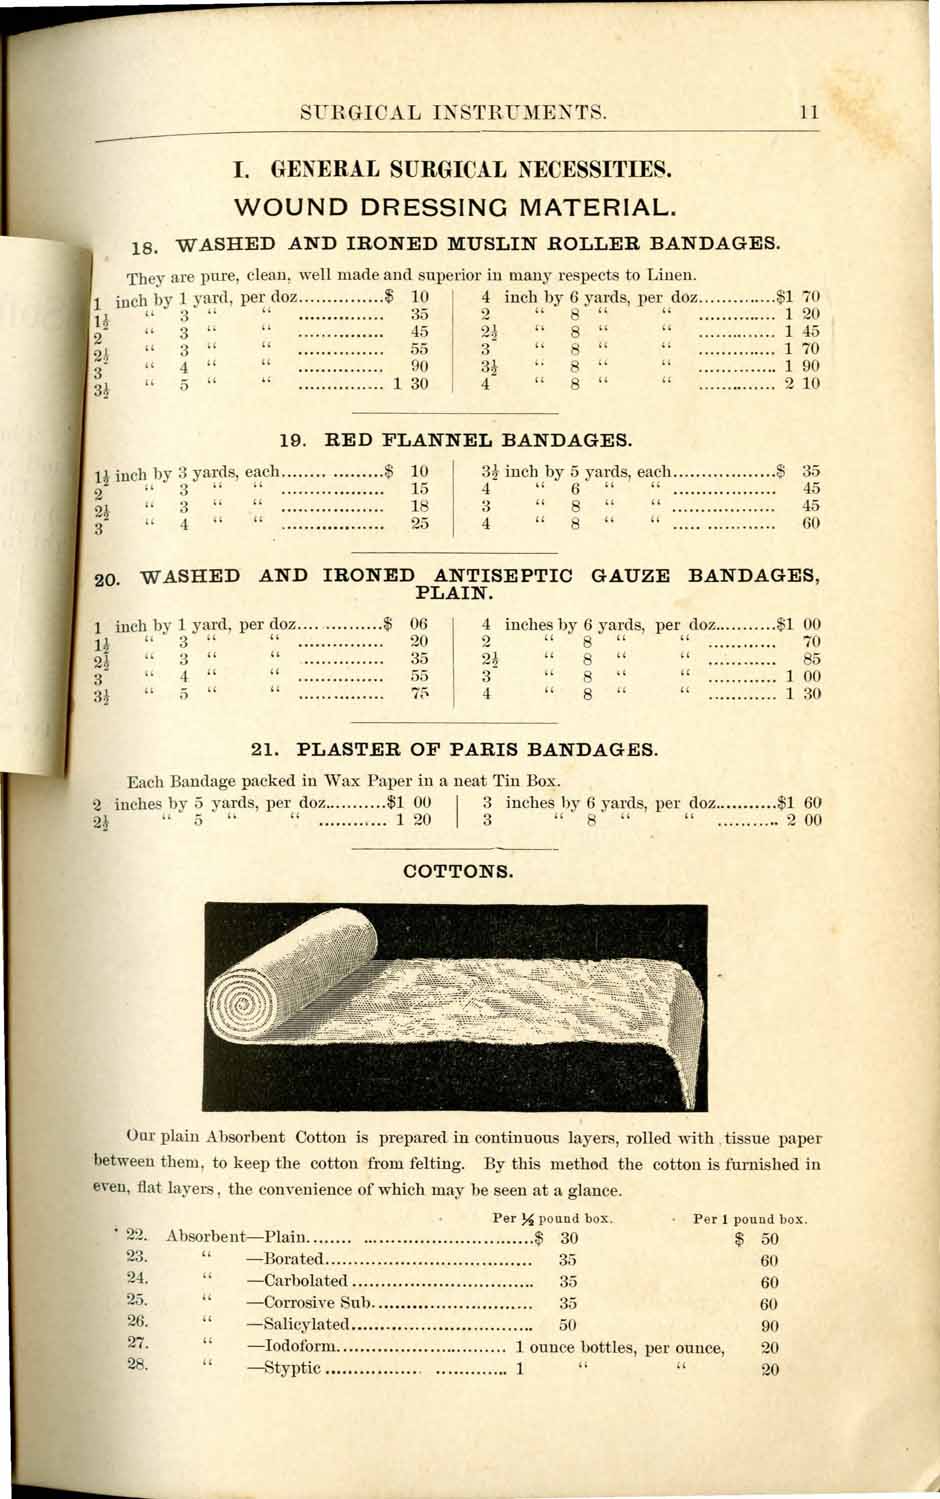 SURGICAL INSTRUMENTS. 11
I. GENERAL SURGICAL NECESSITIES.
WOUND DRESSING MATERIAL.
18. WASHED AND IRONED MUSLIN ROLLER BANDAGES.
They are pure, clean, well made and superior in many respects to Linen.
1 inch by 1 yard, per doz...............$ 10
1½ “ 3 “ “ ............... 35
2 “ 3 “ “ ............... 45
2½ “ 3 “ “ ............... 55
3 “ 4 “ “ ............... 90
3½ “ 5 “ “ ............... 1 30
4 inch by 6 yards, per doz..............$1 70
2 “ 8 “ “ .............. 1 20
2½ “ 8 “ “ .............. 1 45
3 “ 8 “ “ .............. 1 70
3½ “ 8 “ “ .............. 1 90
4 “ 8 “ “ .............. 2 10
19. RED FLANNEL BANDAGES.
1½ inch by 3 yards, each........ .........$ 10
2 “ 3 “ “ .................. 15
2½ “ 3 “ “ .................. 18
3 “ 4 “ “ .................. 25
3½ inch by 5 yards, each..................$ 35
4 “ 6 “ “ .................. 45
3 “ 8 “ “ .................. 45
4 “ 8 “ “ ..... ............ 60
20. WASHED AND IRONED ANTISEPTIC GAUZE BANDAGES,
PLAIN.
1 inch by 1 yard, per doz.... ..........$ 06
1½ “ 3 “ “ ............... 20
2½ “ 3 “ “ .............. 35
3 “ 4 “ “ ............... 55
3½ “ 5 “ “ ............... 75
4 inches by 6 yards, per doz...........$1 00
2 “ 8 “ “ ............ 70
2½ “ 8 “ “ ............ 85
3 “ 8 “ “ ............ 1 00
4 “ 8 “ “ ............ 1 30
21. PLASTER OF PARIS BANDAGES.
Each Bandage packed in Wax Paper in a neat Tin Box.
2 inches by 5 yards, per doz...........$1 00
2½ “ 5 “ “ ............ 1 20
3 inches by 6 yards, per doz...........$1 60
3 “ 8 “ “ ........... 2 00
COTTONS.
Our plain Absorbent Cotton is prepared in continuous layers, rolled with tissue paper
between them, to keep the cotton from felting. By this method the cotton is furnished in
even, flat layers, the convenience of which may be seen at a glance.
Per ½ pound box. Per 1 pound box.
22. Absorbent—Plain........ ..............................$ 30 $ 50
23. “ —Borated.................................... 35 60
24. “ —Carbolated ................................ 35 60
25. “ —Corrosive Sub............................ 35 60
26. “ —Salicylated................................ 50 90
27. “ —Iodoform.............................. 1 ounce bottles, per ounce, 20
28. “ —Styptic ................ ............. 1 “ “ 20